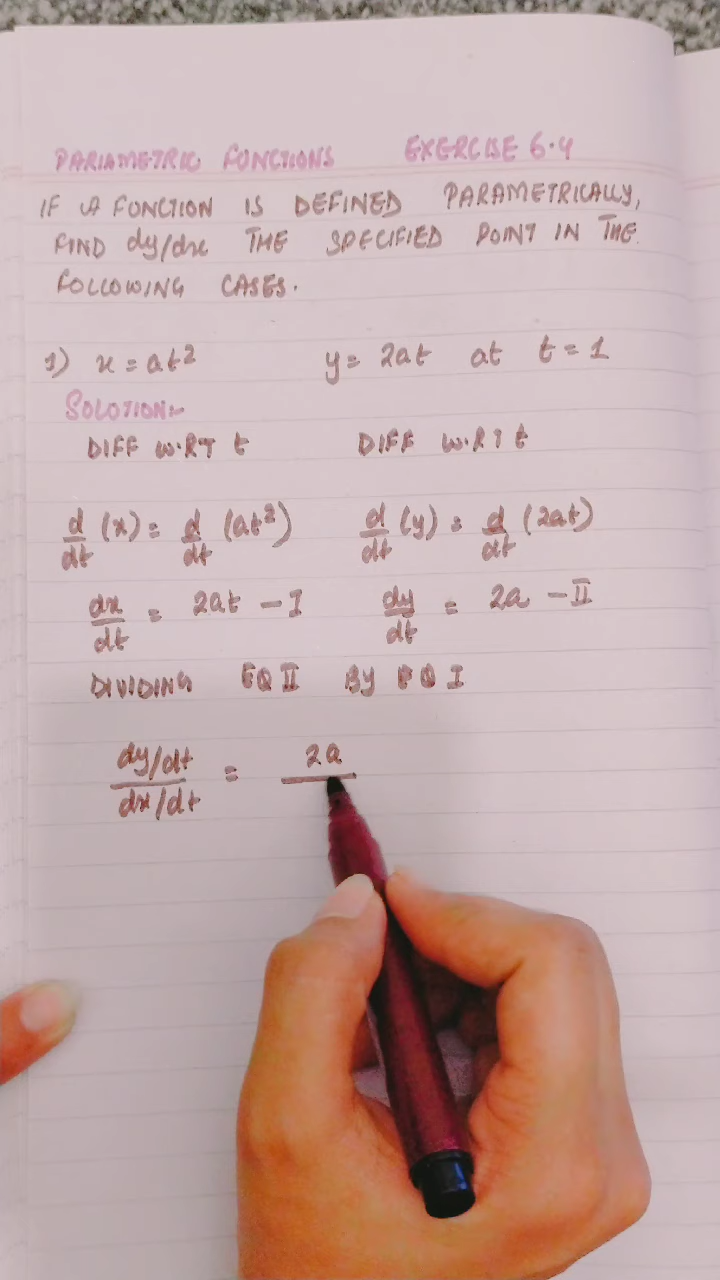 PARAMETRIC FUNCTIONS EXERCISE 6.4
IF A FUNCTION IS DEFINED PARAMETRICALLY,
FIND dy/dx THE SPECIFIED POINT IN THE
FOLLOWING CASES.
1) x = at² y = 2at at t = 1
SOLUTION:-
DIFF W.R.T t DIFF W.R.T t
d/dt (x) = d/dt (at²) d/dt (y) = d/dt (2at)
dx/dt = 2at - I dy/dt = 2a - II
DIVIDING EQ II BY EQ I
dy/dt / dx/dt = 2a